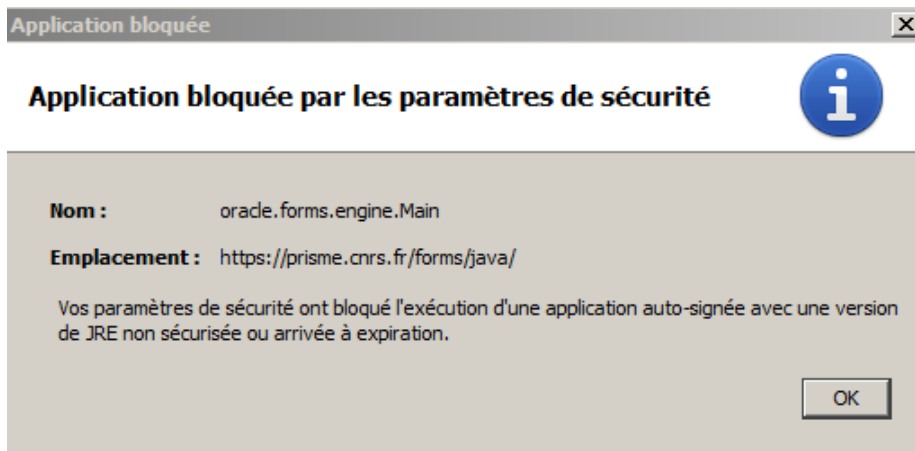 Application bloquée
Application bloquée par les paramètres de sécurité
Nom : oracle.forms.engine.Main
Emplacement : https://prisme.cnrs.fr/forms/java/
Vos paramètres de sécurité ont bloqué l'exécution d'une application auto-signée avec une version
de JRE non sécurisée ou arrivée à expiration.
OK